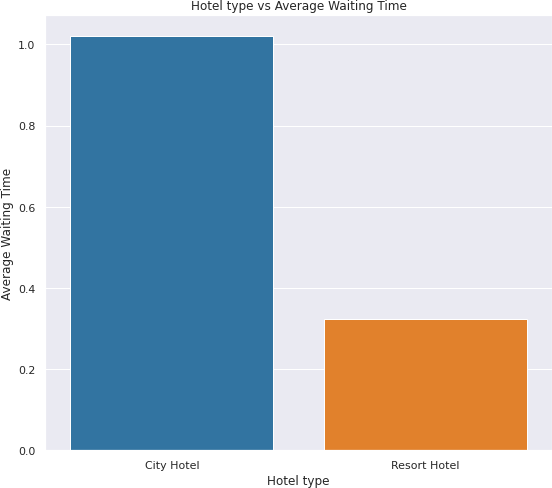 Hotel type vs Average Waiting Time
Average Waiting Time
1.0
0.8
0.6
0.4
0.2
0.0
City Hotel
Resort Hotel
Hotel type